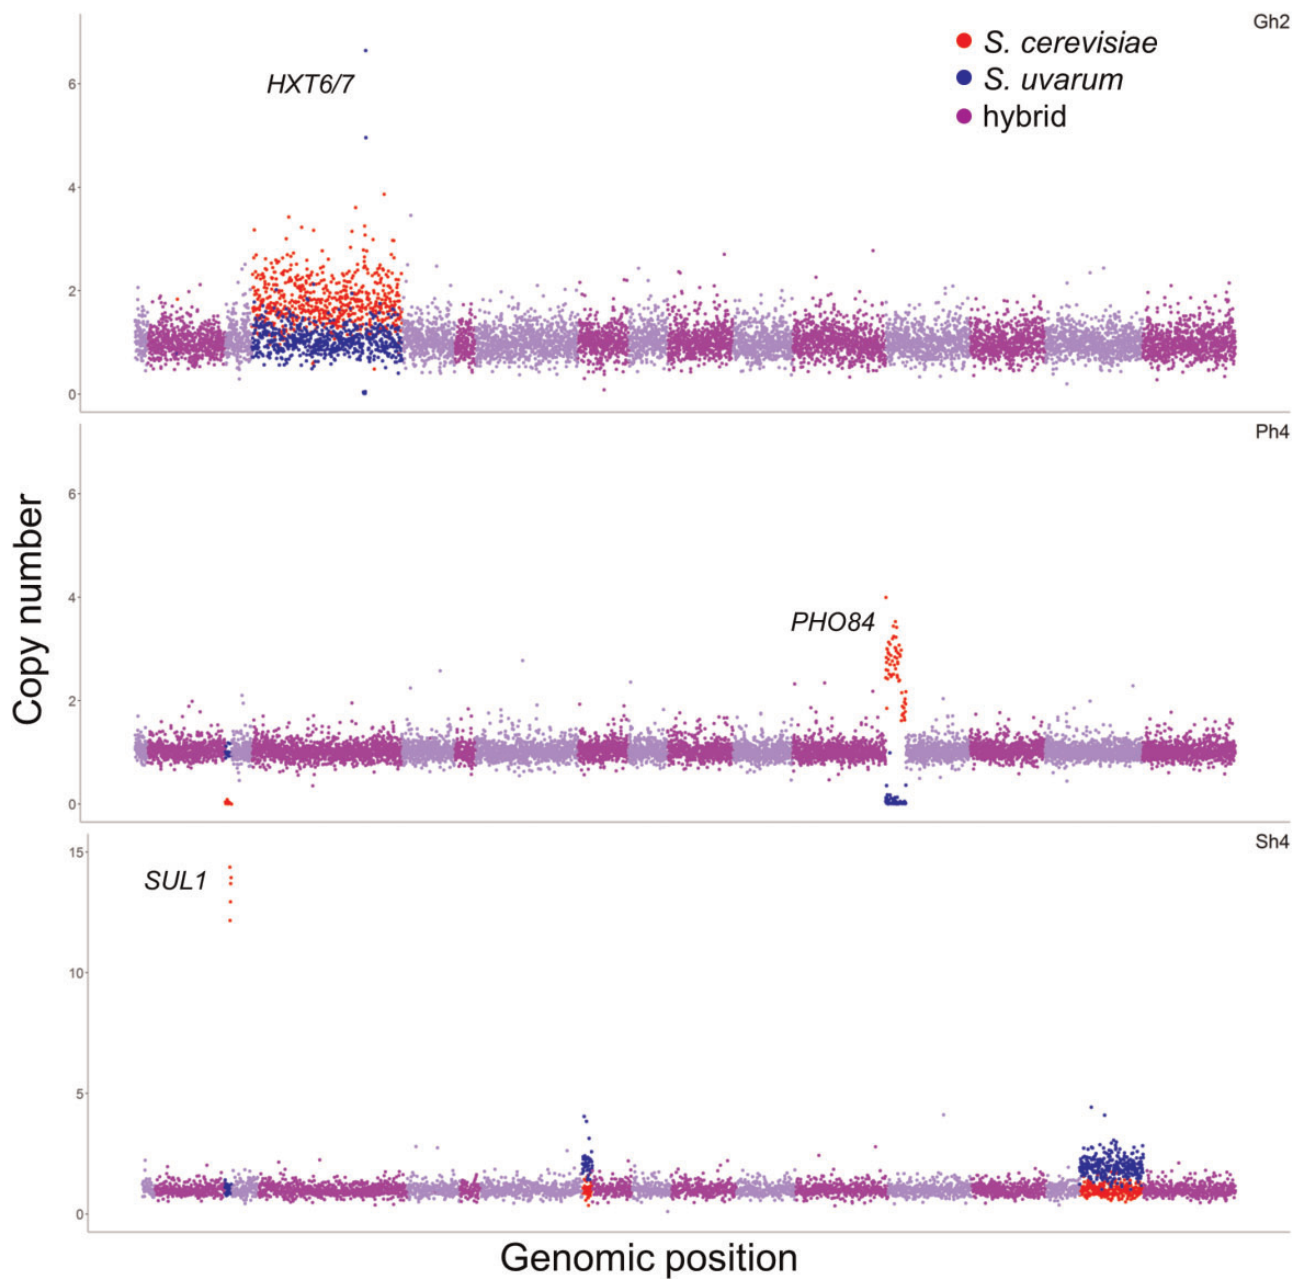 Gh2
S. cerevisiae
S. uvarum
hybrid
HXT6/7
6
4
2
0
Ph4
6
PHO84
4
2
0
Copy number
Sh4
15
SUL1
10
5
0
Genomic position